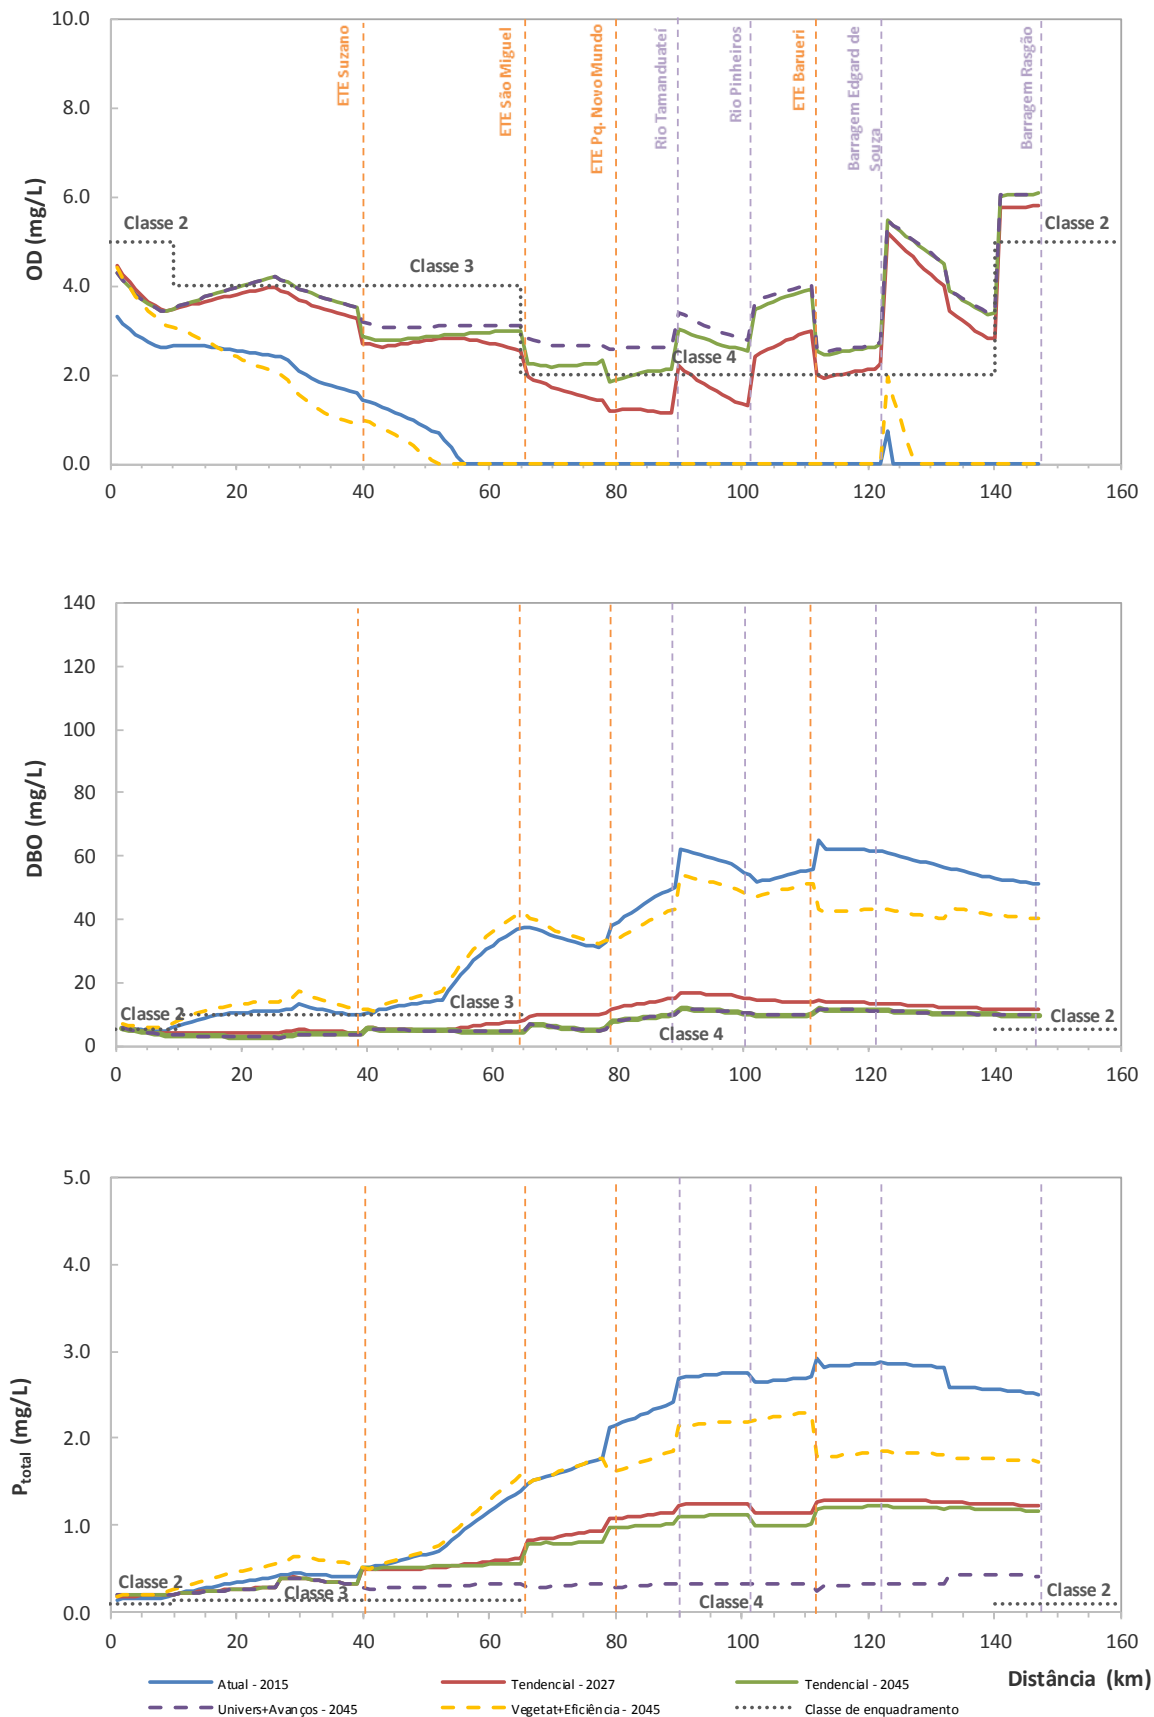 10.0
8.0
6.0
4.0
2.0
0.0
OD (mg/L)
ETE Suzano
ETE São Miguel
ETE Pq. Novo Mundo
Rio Tamanduateí
Rio Pinheiros
ETE Barueri
Barragem Edgard de
Souza
Barragem Rasgão
Classe 2
Classe 3
Classe 4
Classe 2
0 20 40 60 80 100 120 140 160
140
120
100
80
60
40
20
0
DBO (mg/L)
Classe 2
Classe 3
Classe 4
Classe 2
0 20 40 60 80 100 120 140 160
5.0
4.0
3.0
2.0
1.0
0.0
Ptotal (mg/L)
Classe 2
Classe 3
Classe 4
Classe 2
0 20 40 60 80 100 120 140 160
Distância (km)
Atual - 2015 Tendencial - 2027 Tendencial - 2045
Univers+Avanços - 2045 Vegetat+Eficiência - 2045 Classe de enquadramento